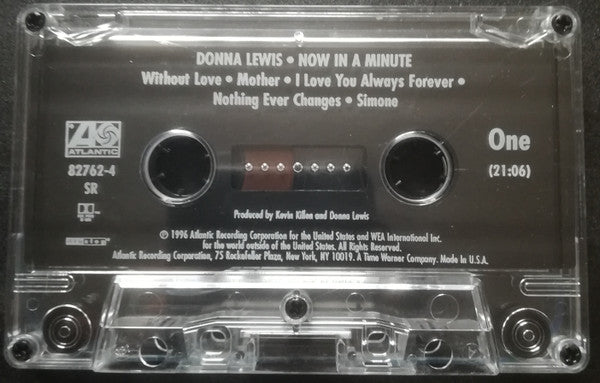 DONNA LEWIS • NOW IN A MINUTE
Without Love • Mother • I Love You Always Forever •
Nothing Ever Changes • Simone
ATLANTIC
82762-4
SR
One
(21:06)
Produced by Kevin Killen and Donna Lewis
© 1996 Atlantic Recording Corporation for the United States and WEA International Inc.
for the world outside of the United States. All Rights Reserved.
Atlantic Recording Corporation, 75 Rockefeller Plaza, New York, NY 10019. A Time Warner Company. Made in U.S.A.